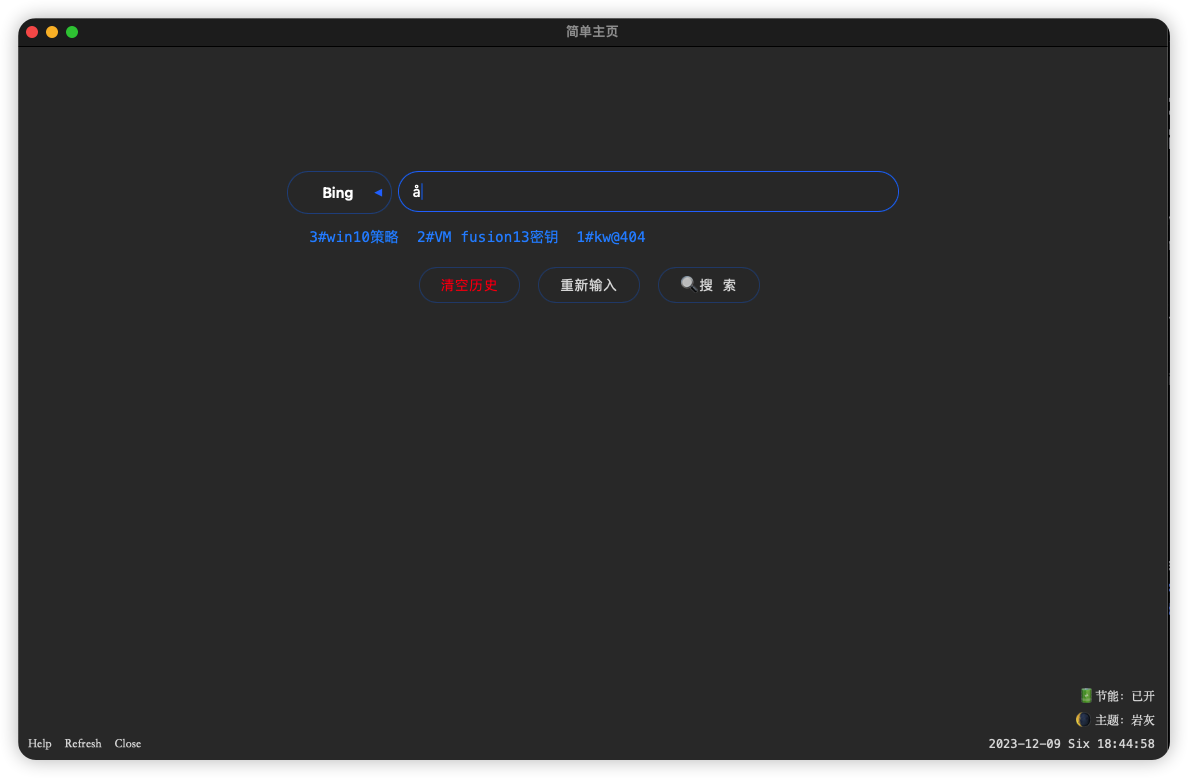 简单主页
Bing ◀ å
3#win10策略 2#VM fusion13密钥 1#kw@404
清空历史 重新输入 🔍搜 索
节能: 已开
主题: 岩灰
Help Refresh Close 2023-12-09 Six 18:44:58